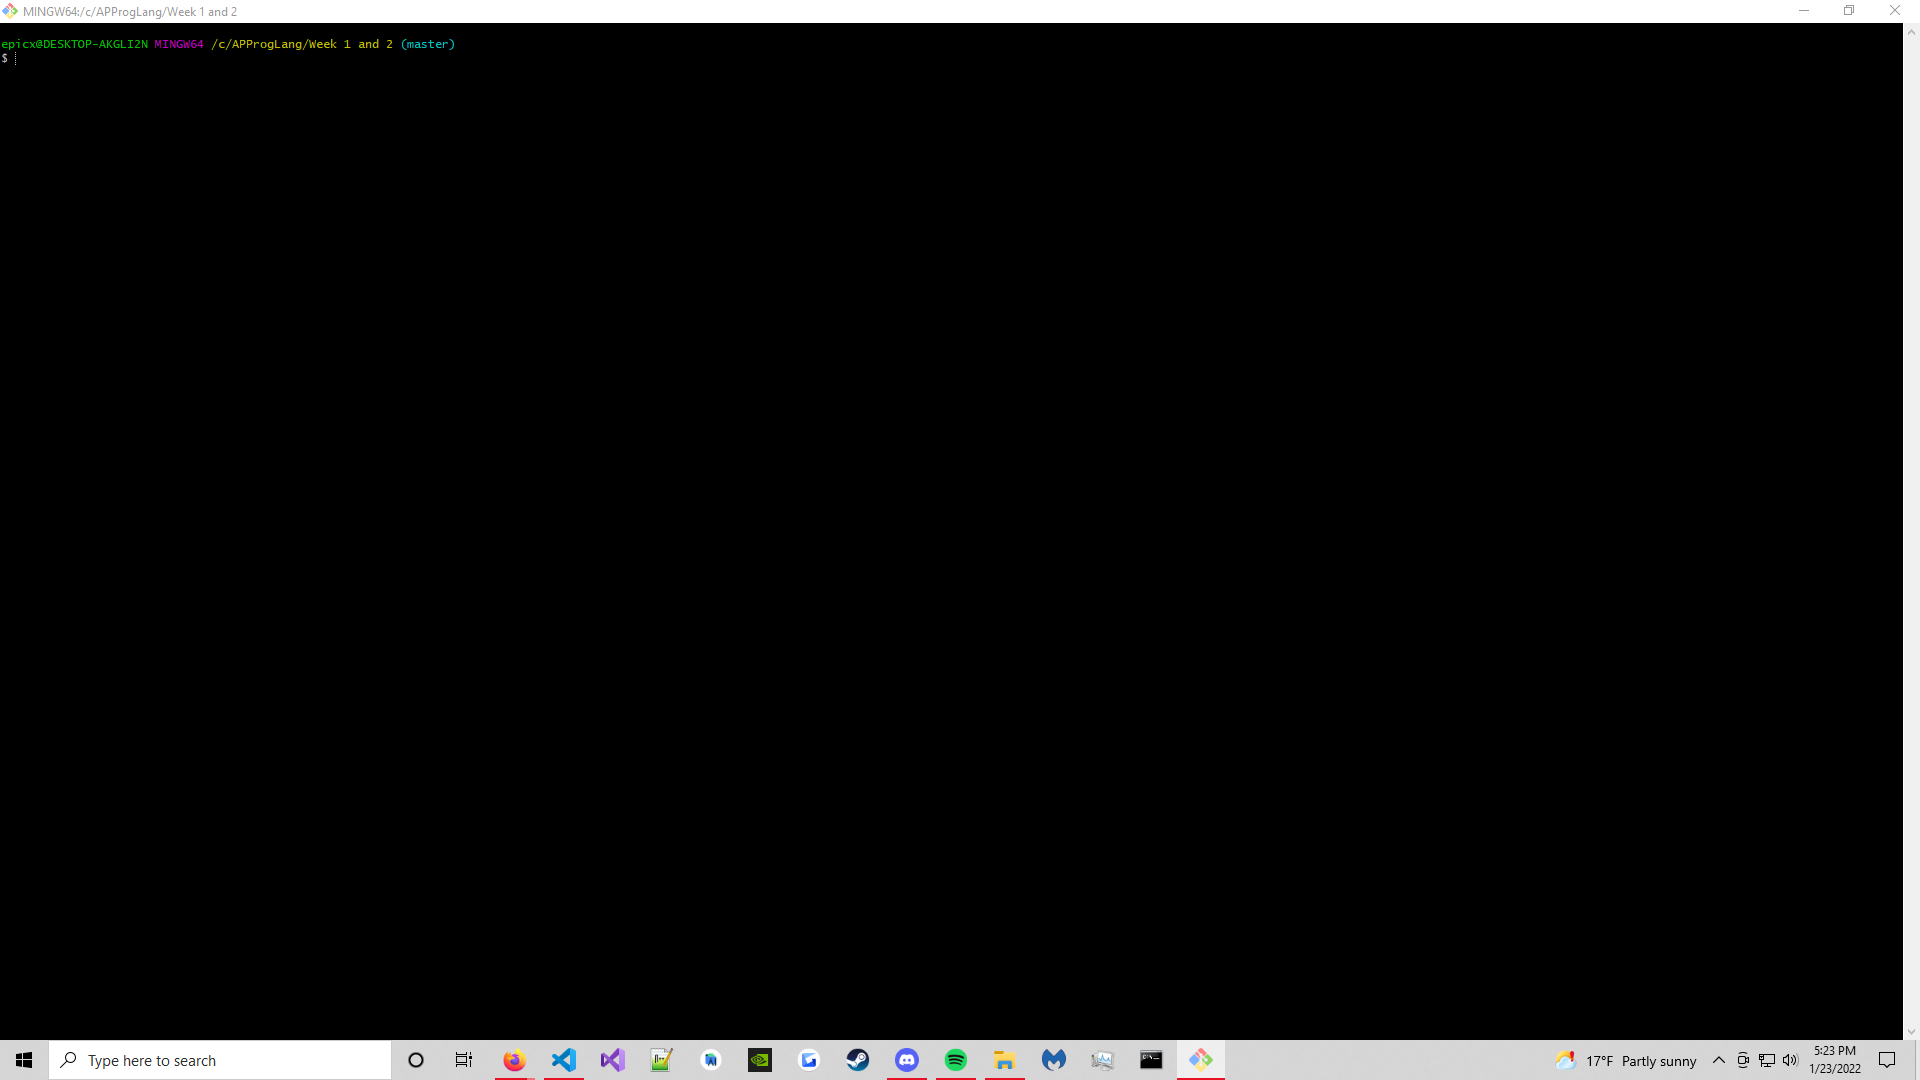 MINGW64:/c/APProgLang/Week 1 and 2
epicx@DESKTOP-AKGLI2N MINGW64 /c/APProgLang/Week 1 and 2 (master)
$
Type here to search
17°F Partly sunny
5:23 PM
1/23/2022